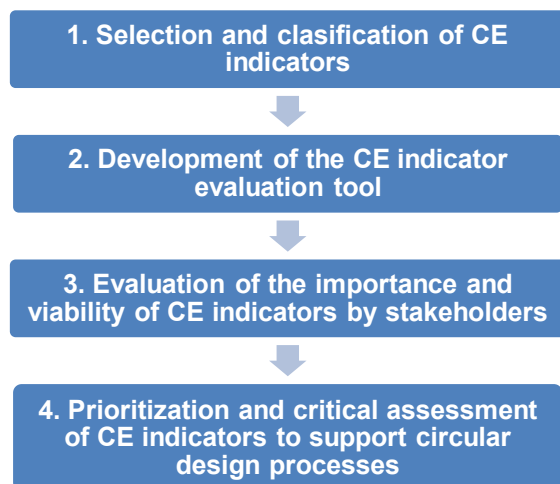 1. Selection and clasification of CE
indicators
2. Development of the CE indicator
evaluation tool
3. Evaluation of the importance and
viability of CE indicators by stakeholders
4. Prioritization and critical assessment
of CE indicators to support circular
design processes